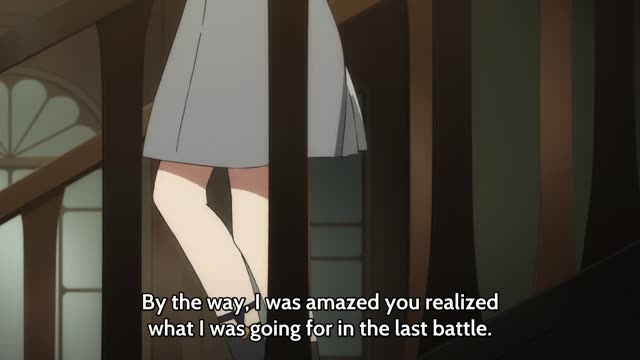 By the way, I was amazed you realized
what I was going for in the last battle.